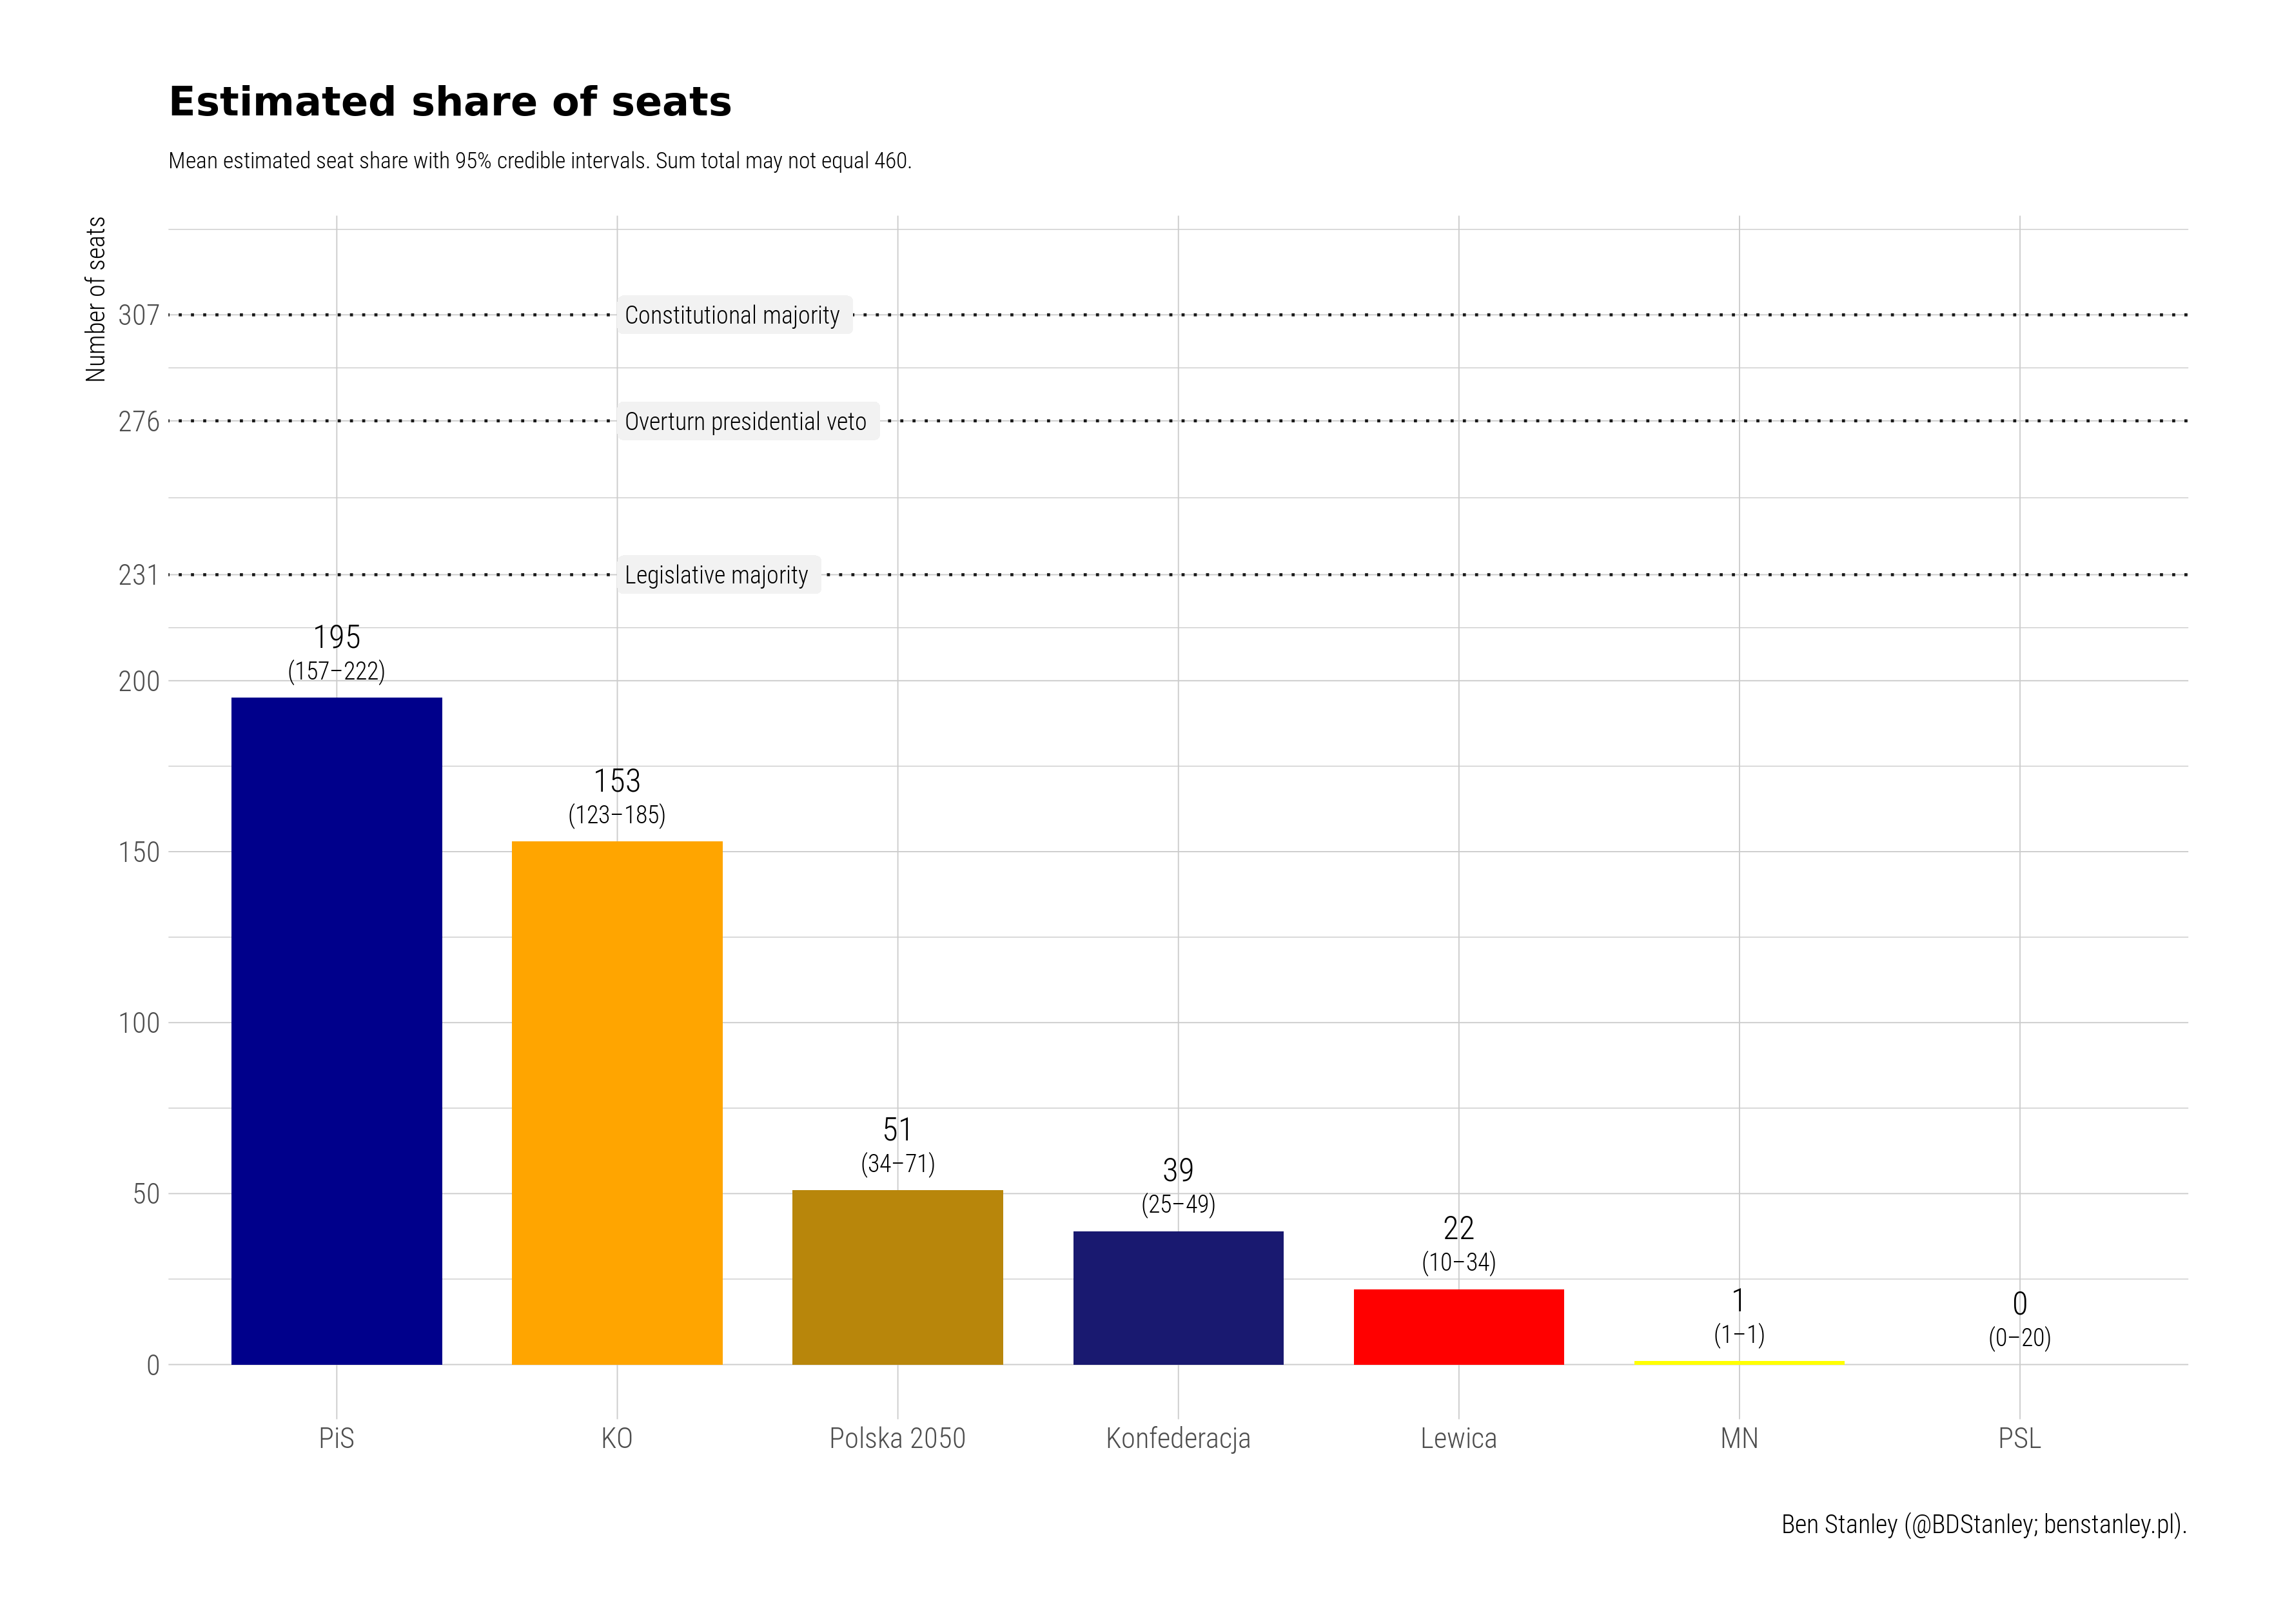 Estimated share of seats
Mean estimated seat share with 95% credible intervals. Sum total may not equal 460.
Number of seats
307
Constitutional majority
276
Overturn presidential veto
231
Legislative majority
195
(157–222)
200
153
(123–185)
150
100
51
(34–71)
39
(25–49)
50
22
(10–34)
1
(1–1)
0
(0–20)
0
PiS
KO
Polska 2050
Konfederacja
Lewica
MN
PSL
Ben Stanley (@BDStanley; benstanley.pl).